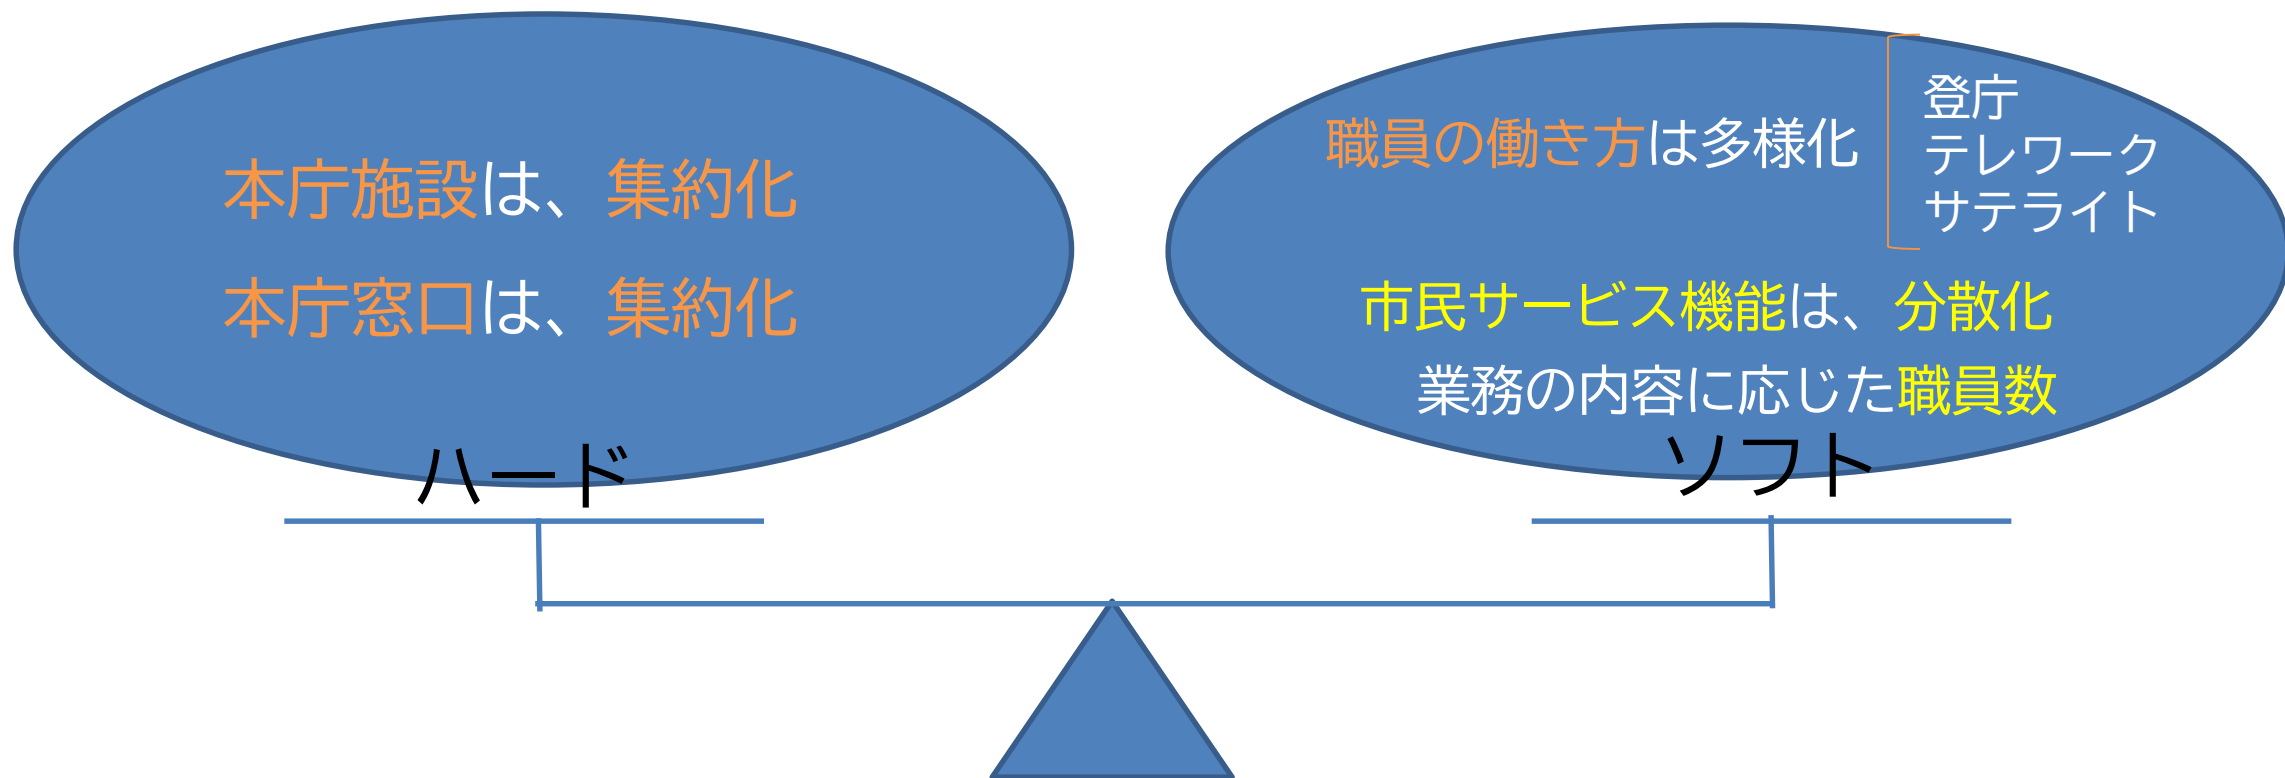 本庁施設は、集約化
本庁窓口は、集約化
ハード
職員の働き方は多様化
登庁
テレワーク
サテライト
市民サービス機能は、分散化
業務の内容に応じた職員数
ソフト